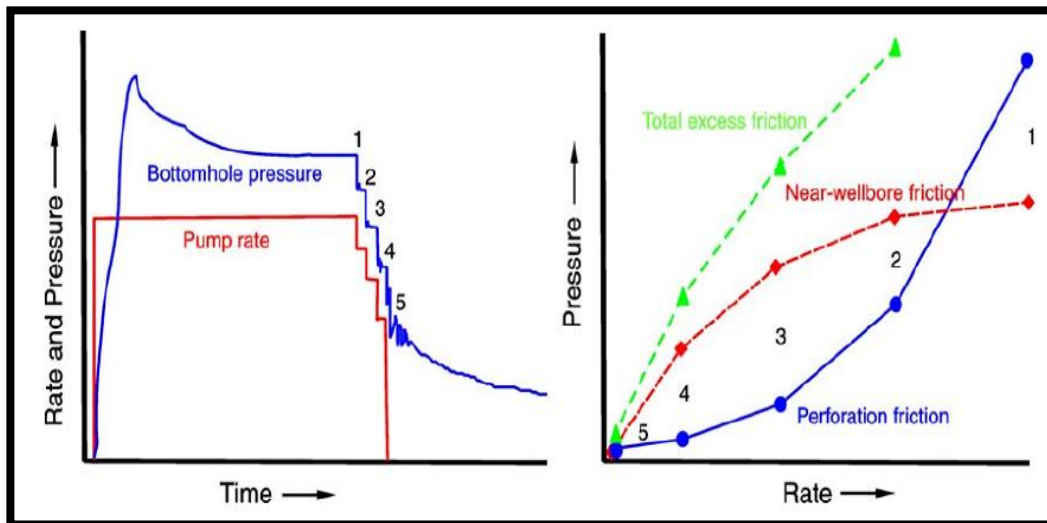 Rate and Pressure
Bottomhole pressure
Pump rate
1
2
3
4
5
Time
Pressure
Total excess friction
Near-wellbore friction
1
2
3
4
5
Perforation friction
Rate